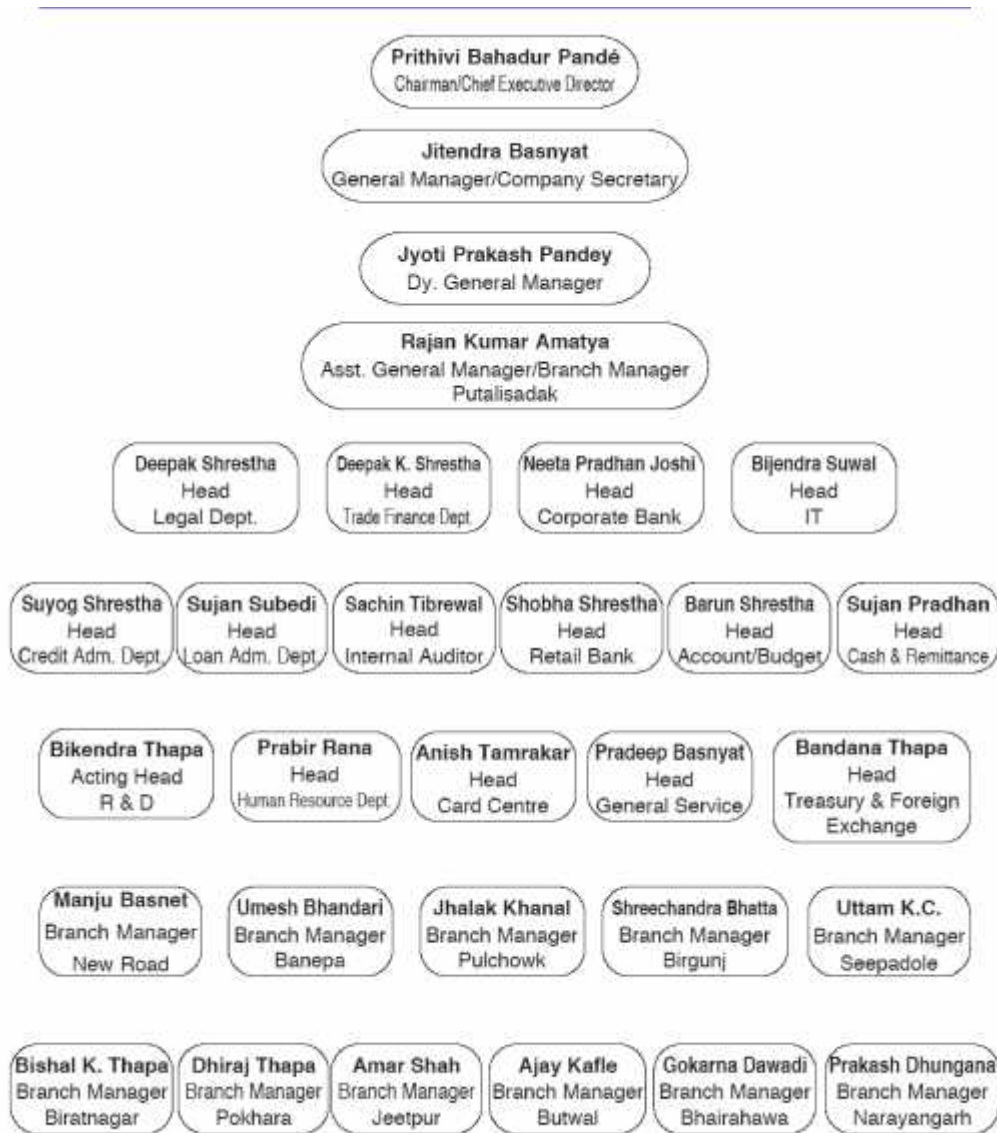 Prithivi Bahadur Pandé
Chairman/Chief Executive Director
Jitendra Basnyat
General Manager/Company Secretary
Jyoti Prakash Pandey
Dy. General Manager
Rajan Kumar Amatya
Asst. General Manager/Branch Manager
Putalisadak
Deepak Shrestha
Head
Legal Dept.
Deepak K. Shrestha
Head
Trade Finance Dept.
Neeta Pradhan Joshi
Head
Corporate Bank
Bijendra Suwal
Head
IT
Suyog Shrestha
Head
Credit Adm. Dept.
Sujan Subedi
Head
Loan Adm. Dept.
Sachin Tibrewal
Head
Internal Auditor
Shobha Shrestha
Head
Retail Bank
Barun Shrestha
Head
Account/Budget
Sujan Pradhan
Head
Cash & Remittance
Bikendra Thapa
Acting Head
R & D
Prabir Rana
Head
Human Resource Dept.
Anish Tamrakar
Head
Card Centre
Pradeep Basnyat
Head
General Service
Bandana Thapa
Head
Treasury & Foreign
Exchange
Manju Basnet
Branch Manager
New Road
Umesh Bhandari
Branch Manager
Banepa
Jhalak Khanal
Branch Manager
Pulchowk
Shreechandra Bhatta
Branch Manager
Birgunj
Uttam K.C.
Branch Manager
Seepadole
Bishal K. Thapa
Branch Manager
Biratnagar
Dhiraj Thapa
Branch Manager
Pokhara
Amar Shah
Branch Manager
Jeetpur
Ajay Kafle
Branch Manager
Butwal
Gokarna Dawadi
Branch Manager
Bhairahawa
Prakash Dhungana
Branch Manager
Narayangarh